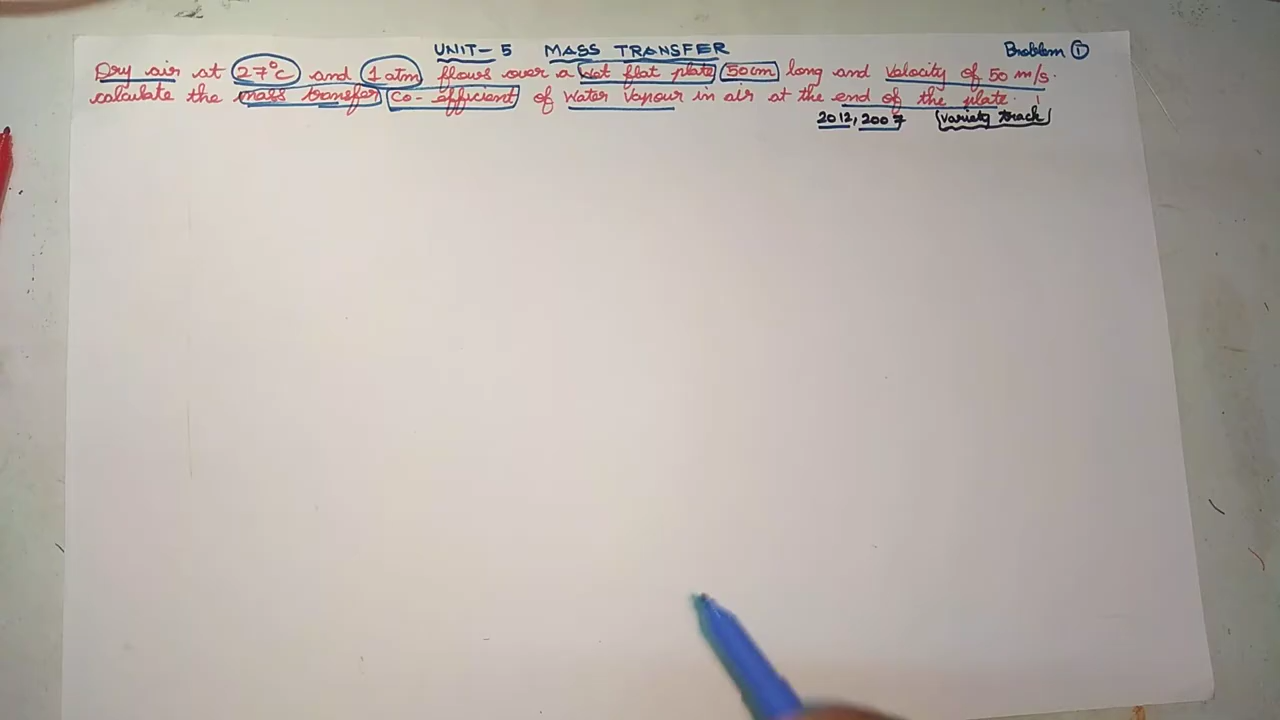 UNIT-5 MASS TRANSFER Problem ①
Dry air at 27°C and 1 atm flows over a wet flat plate 50cm long and velocity of 50 m/s.
calculate the mass transfer co-efficient of water vapour in air at the end of the plate.
2012, 2007 variety track